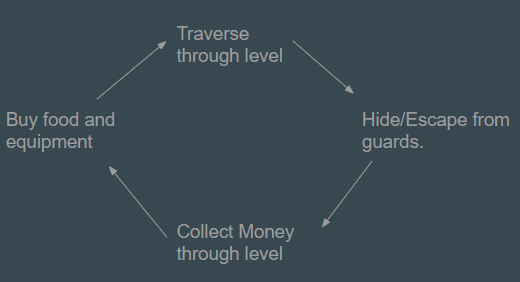 Traverse
through level
Buy food and
equipment
Hide/Escape from
guards.
Collect Money
through level